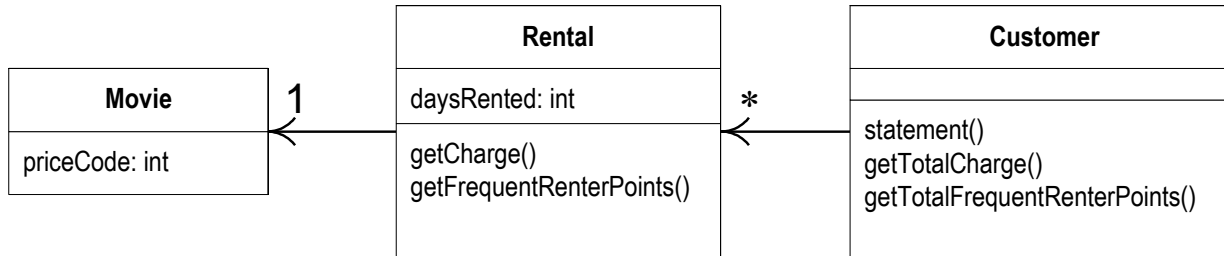 Movie
priceCode: int
1
Rental
daysRented: int
getCharge()
getFrequentRenterPoints()
*
Customer
statement()
getTotalCharge()
getTotalFrequentRenterPoints()